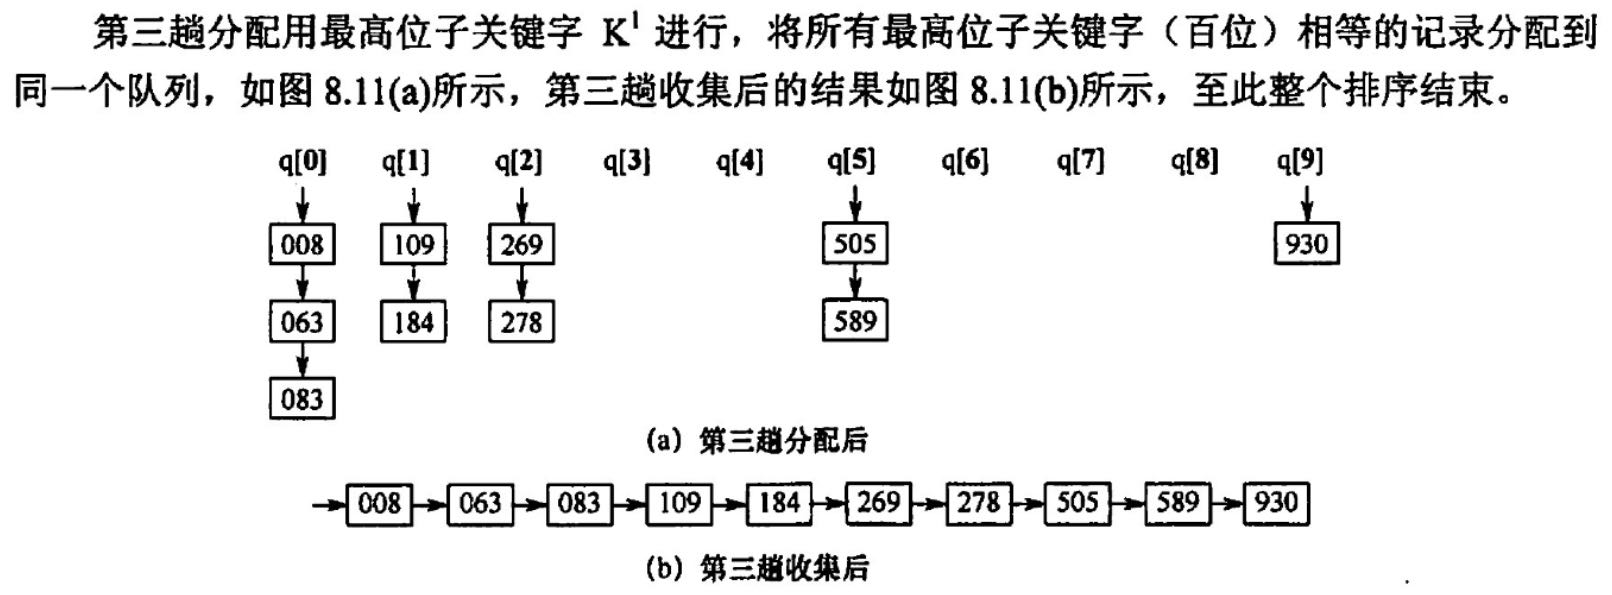 第三趟分配用最高位子关键字 K¹ 进行，将所有最高位子关键字（百位）相等的记录分配到
同一个队列，如图 8.11(a)所示，第三趟收集后的结果如图 8.11(b)所示，至此整个排序结束。
q[0] q[1] q[2] q[3] q[4] q[5] q[6] q[7] q[8] q[9]
008 109 269 505 930
063 184 278 589
083
(a) 第三趟分配后
008 063 083 109 184 269 278 505 589 930
(b) 第三趟收集后